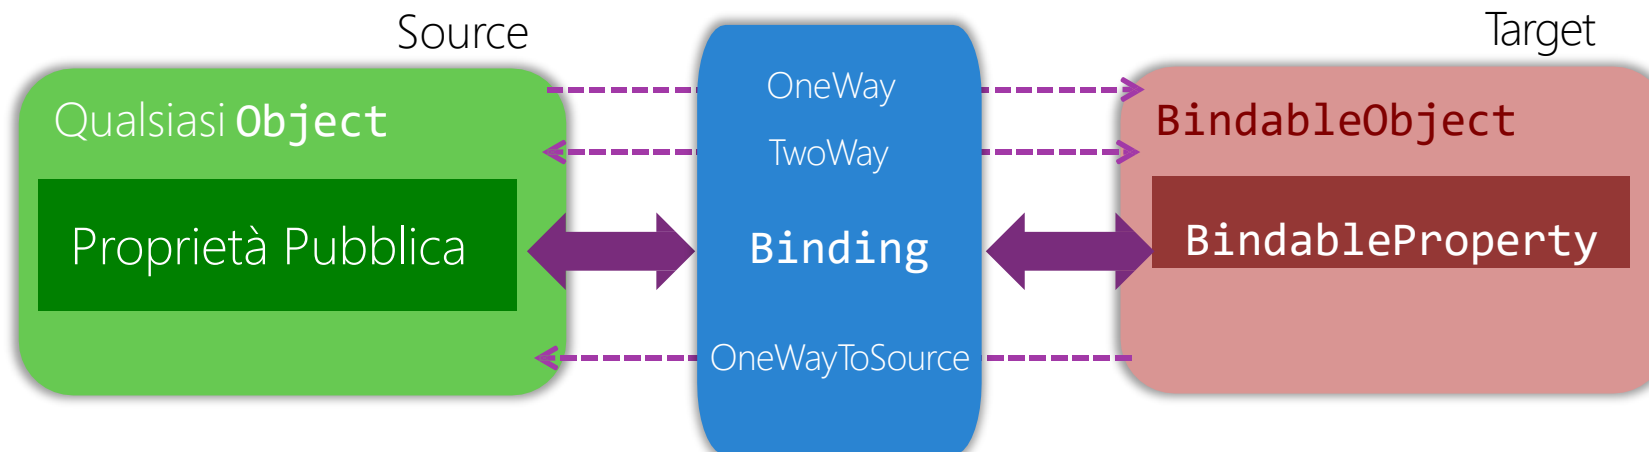 Source
Target
OneWay
Qualsiasi Object
BindableObject
TwoWay
Proprietà Pubblica
Binding
BindableProperty
OneWayToSource